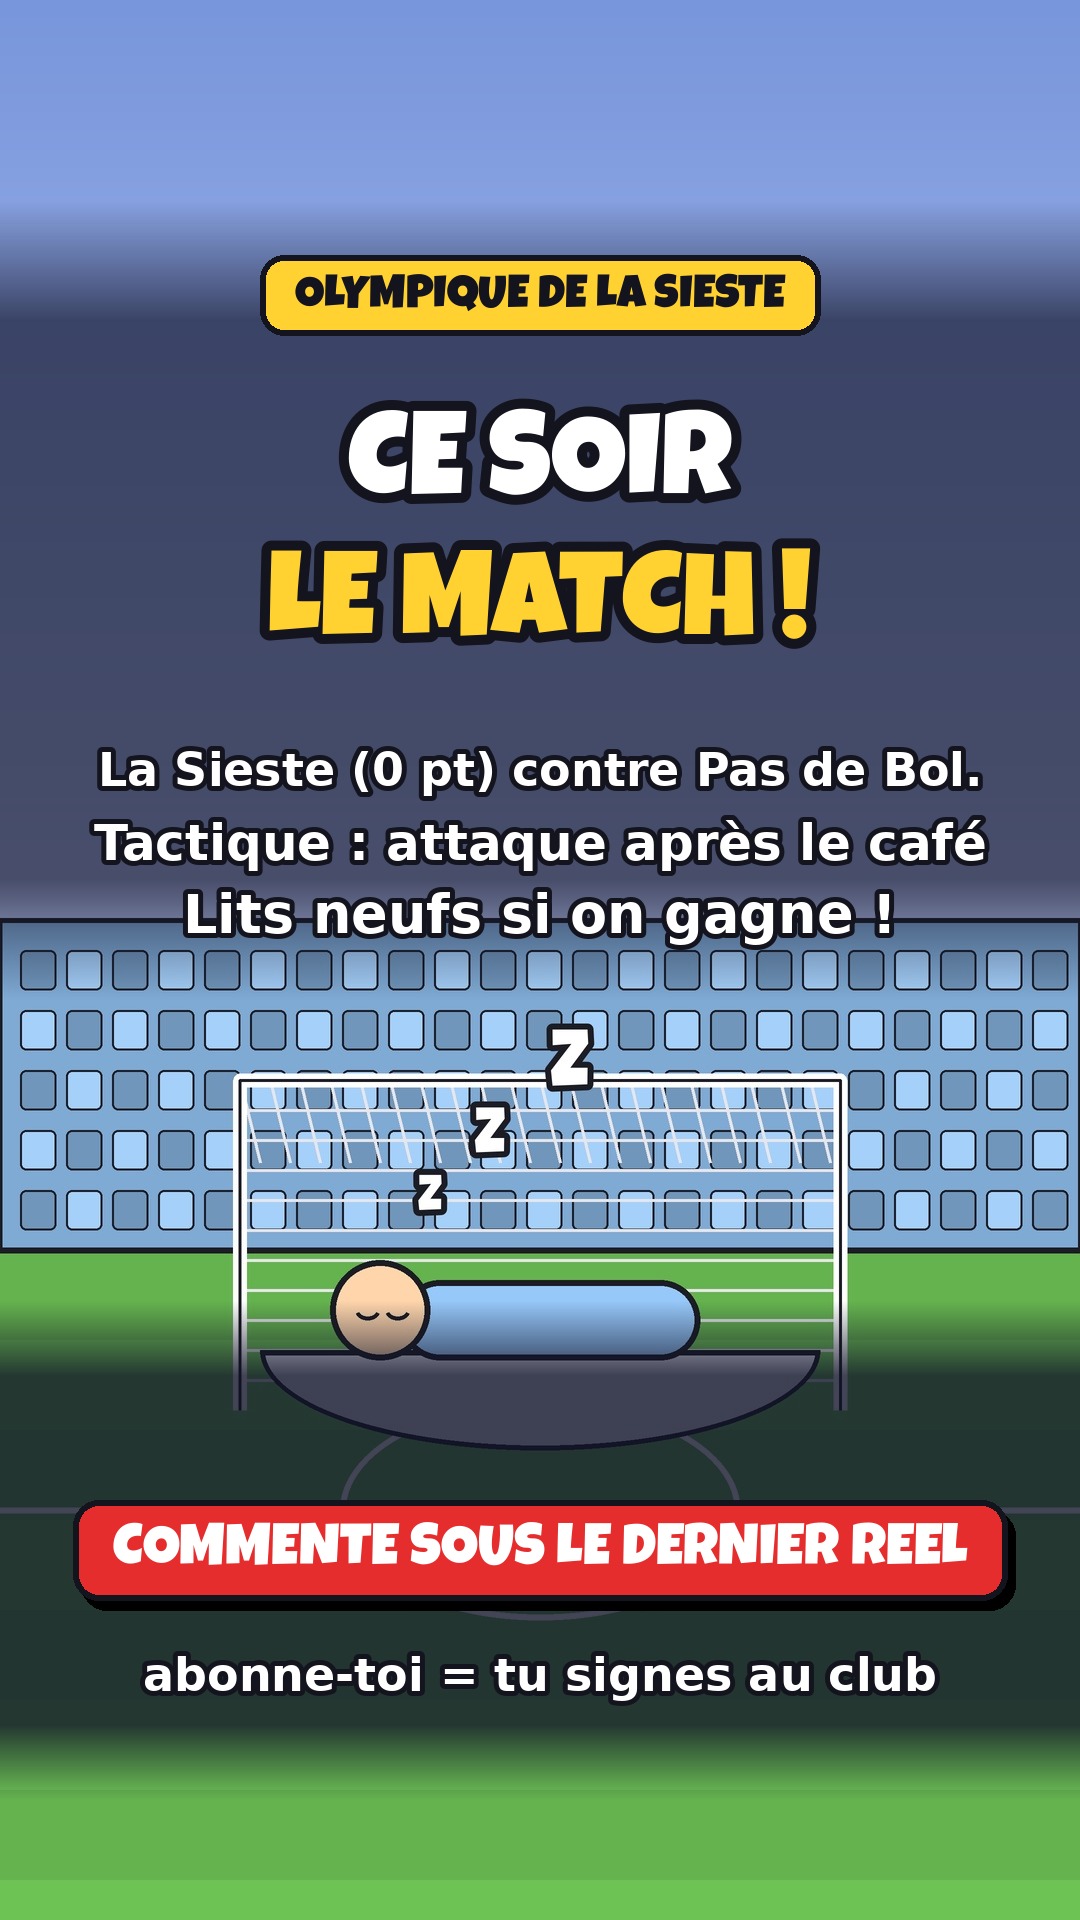 OLYMPIQUE DE LA SIESTE
CE SOIR
LE MATCH !
La Sieste (0 pt) contre Pas de Bol.
Tactique : attaque après le café
Lits neufs si on gagne !
Z
Z
Z
COMMENTE SOUS LE DERNIER REEL
abonne-toi = tu signes au club